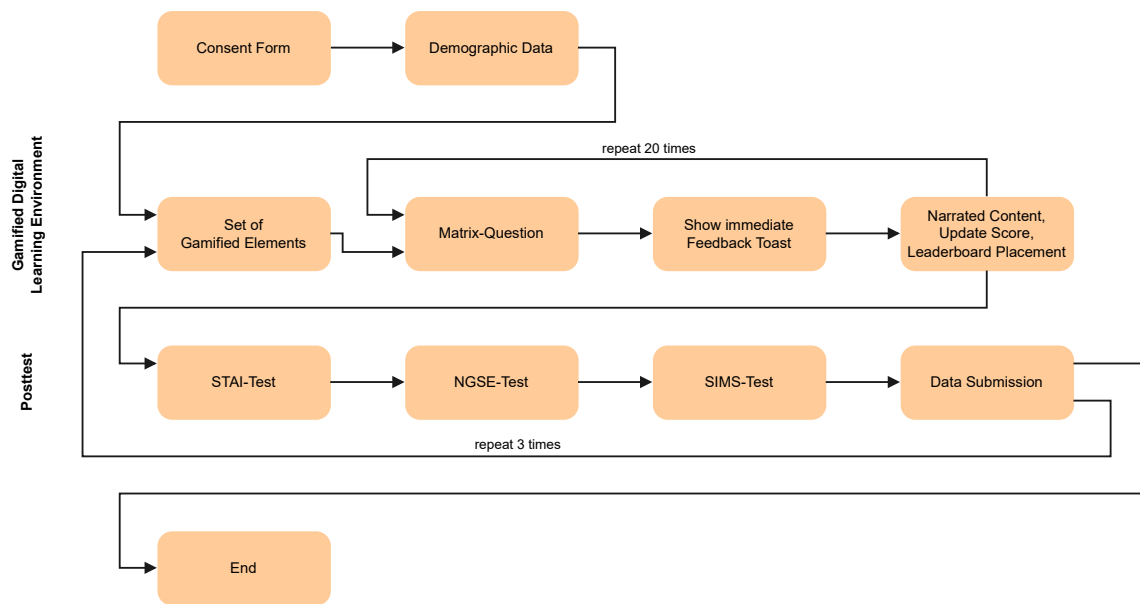 Consent Form
Demographic Data
repeat 20 times
Gamified Digital
Learning Environment
Set of
Gamified Elements
Matrix-Question
Show immediate
Feedback Toast
Narrated Content,
Update Score,
Leaderboard Placement
Posttest
STAI-Test
NGSE-Test
SIMS-Test
Data Submission
repeat 3 times
End